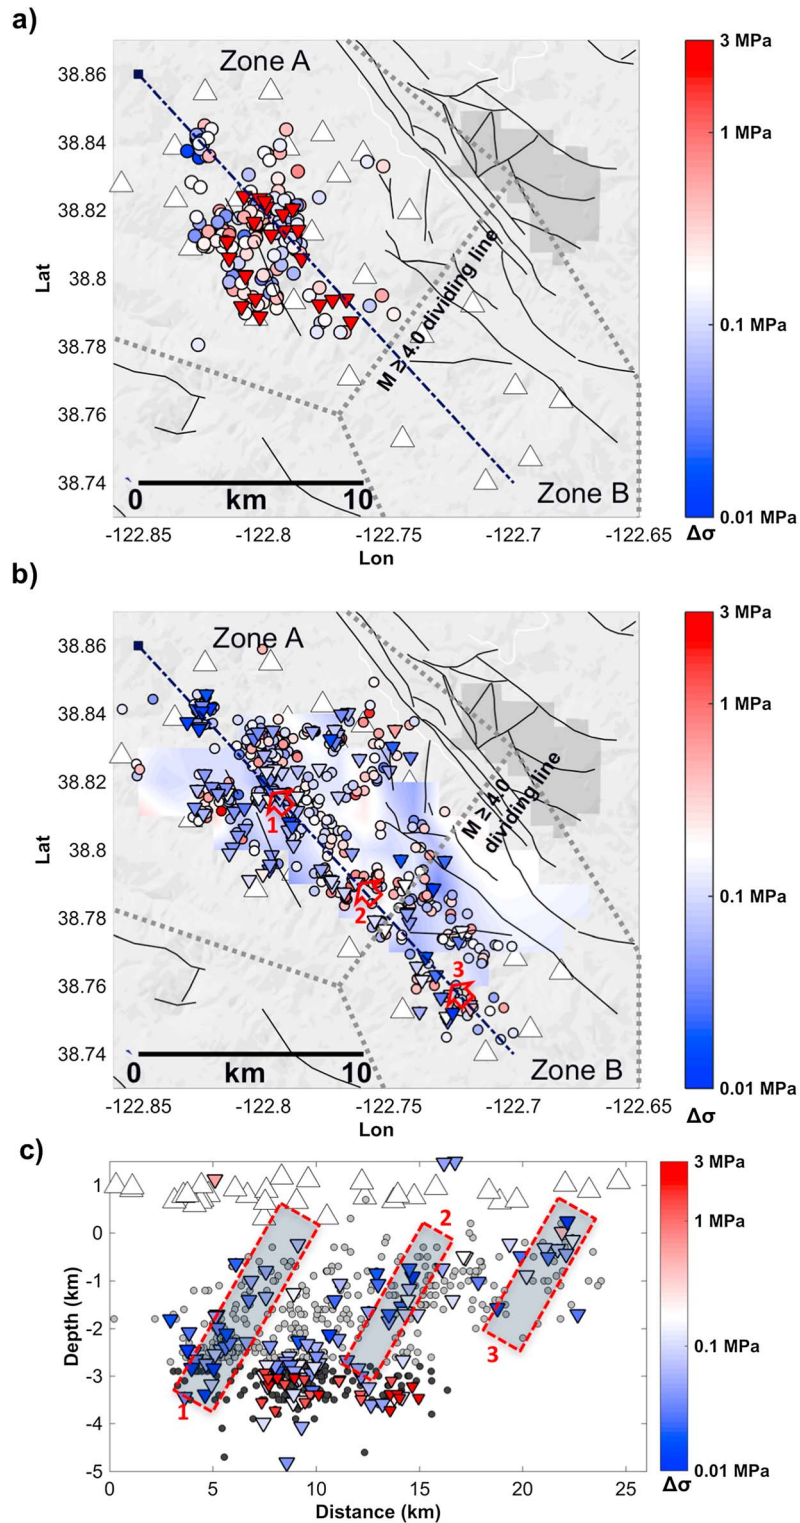 a)
Zone A
3 MPa
38.86
1 MPa
38.84
38.82
M ≥ 4.0 dividing line
Lat
38.8
0.1 MPa
38.78
38.76
38.74
0 km 10
Zone B
0.01 MPa
-122.85 -122.8 -122.75 -122.7 -122.65
Δσ
Lon
b)
Zone A
3 MPa
38.86
1 MPa
38.84
38.82
M ≥ 4.0
dividing line
1
Lat
38.8
0.1 MPa
2
38.78
3
38.76
38.74
0 km 10
Zone B
0.01 MPa
-122.85 -122.8 -122.75 -122.7 -122.65
Δσ
Lon
c)
3 MPa
1
2
1 MPa
0
-1
Depth (km)
-2
0.1 MPa
3
-3
1
-4
-5
0.01 MPa
0 5 10 15 20 25
Δσ
Distance (km)